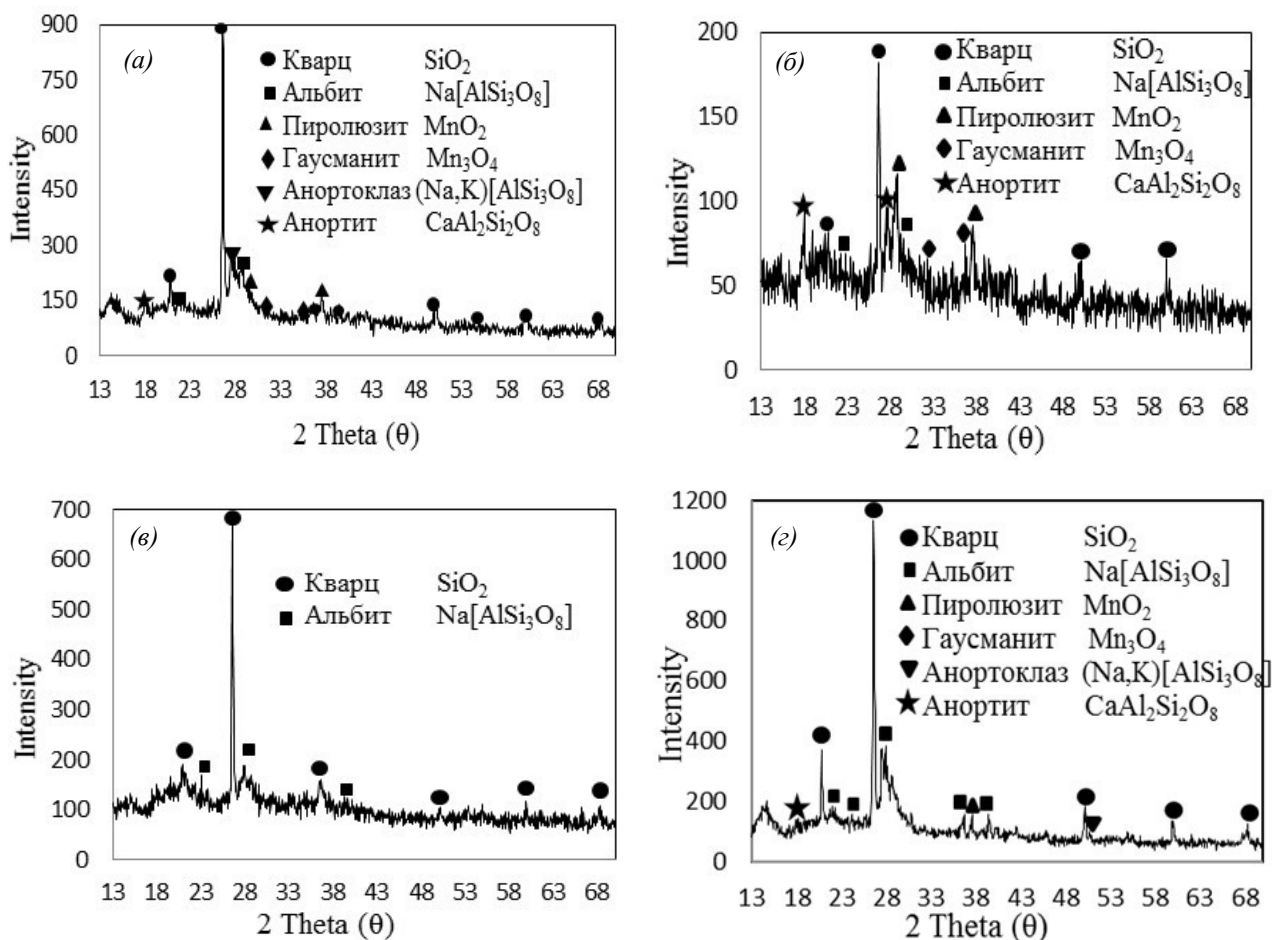 (а)
● Кварц SiO₂
■ Альбит Na[AlSi₃O₈]
▲ Пиролюзит MnO₂
◆ Гаусманит Mn₃O₄
▼ Анортоклаз (Na,K)[AlSi₃O₈]
★ Анортит CaAl₂Si₂O₈
Intensity
900
750
600
450
300
150
0
13 18 23 28 33 38 43 48 53 58 63 68
2 Theta (θ)
(б)
● Кварц SiO₂
■ Альбит Na[AlSi₃O₈]
▲ Пиролюзит MnO₂
◆ Гаусманит Mn₃O₄
★ Анортит CaAl₂Si₂O₈
Intensity
200
150
100
50
0
13 18 23 28 33 38 43 48 53 58 63 68
2 Theta (θ)
(в)
● Кварц SiO₂
■ Альбит Na[AlSi₃O₈]
Intensity
700
600
500
400
300
200
100
0
13 18 23 28 33 38 43 48 53 58 63 68
2 Theta (θ)
(г)
● Кварц SiO₂
■ Альбит Na[AlSi₃O₈]
▲ Пиролюзит MnO₂
◆ Гаусманит Mn₃O₄
▼ Анортоклаз (Na,K)[AlSi₃O₈]
★ Анортит CaAl₂Si₂O₈
Intensity
1200
1000
800
600
400
200
0
13 18 23 28 33 38 43 48 53 58 63 68
2 Theta (θ)